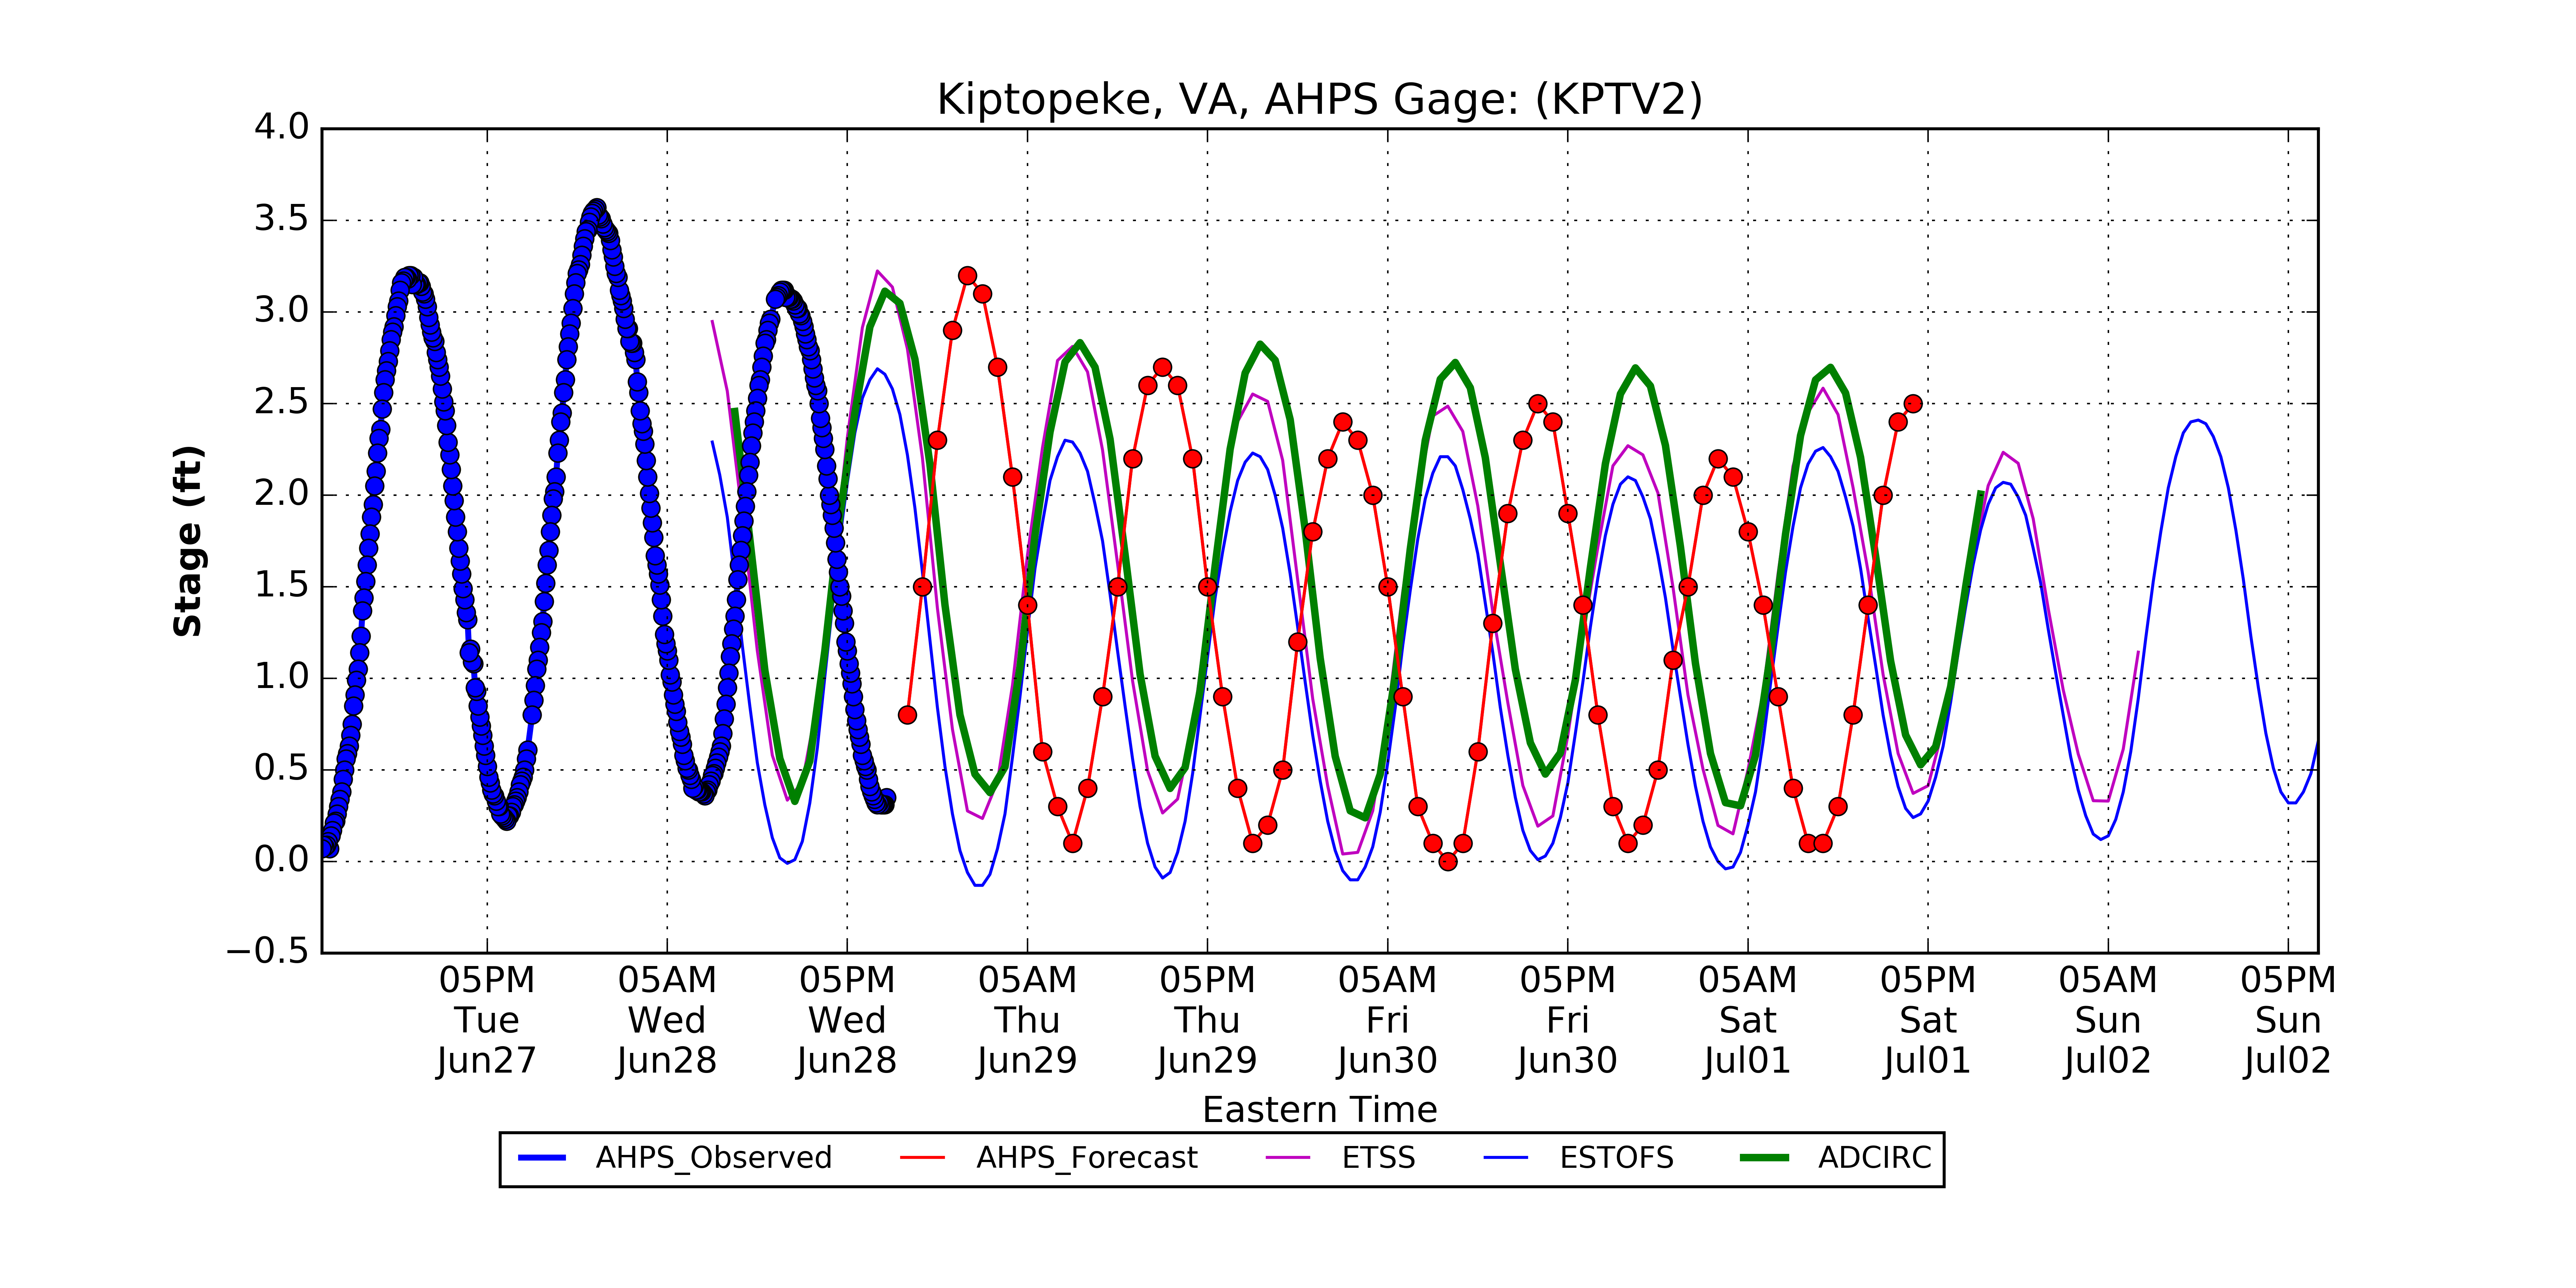 Kiptopeke, VA, AHPS Gage: (KPTV2)
4.0
3.5
3.0
2.5
2.0
1.5
1.0
0.5
0.0
−0.5
Stage (ft)
05PM 05AM 05PM 05AM 05PM 05AM 05PM 05AM 05PM 05AM 05PM
Tue Wed Wed Thu Thu Fri Fri Sat Sat Sun Sun
Jun27 Jun28 Jun28 Jun29 Jun29 Jun30 Jun30 Jul01 Jul01 Jul02 Jul02
Eastern Time
AHPS_Observed AHPS_Forecast ETSS ESTOFS ADCIRC